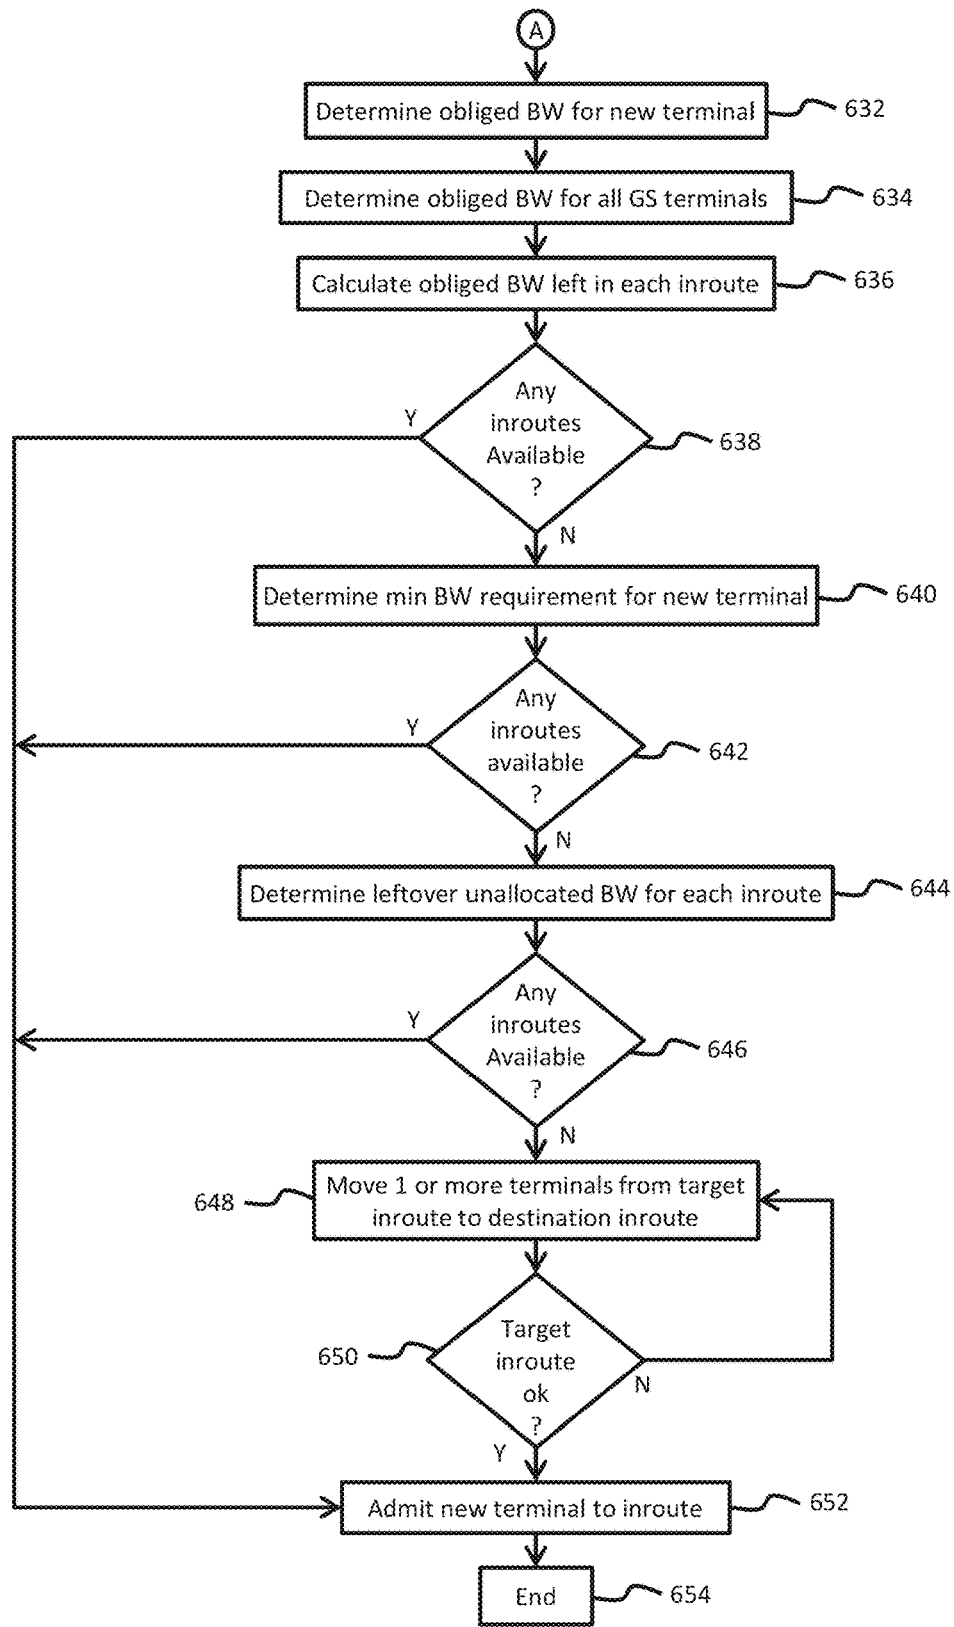 A
Determine obliged BW for new terminal
632
Determine obliged BW for all GS terminals
634
Calculate obliged BW left in each inroute
636
Any
inroutes
Available
?
Y
638
N
Determine min BW requirement for new terminal
640
Any
inroutes
available
?
Y
642
N
Determine leftover unallocated BW for each inroute
644
Any
inroutes
Available
?
Y
646
N
648
Move 1 or more terminals from target
inroute to destination inroute
650
Target
inroute
ok
?
N
Y
Admit new terminal to inroute
652
End
654